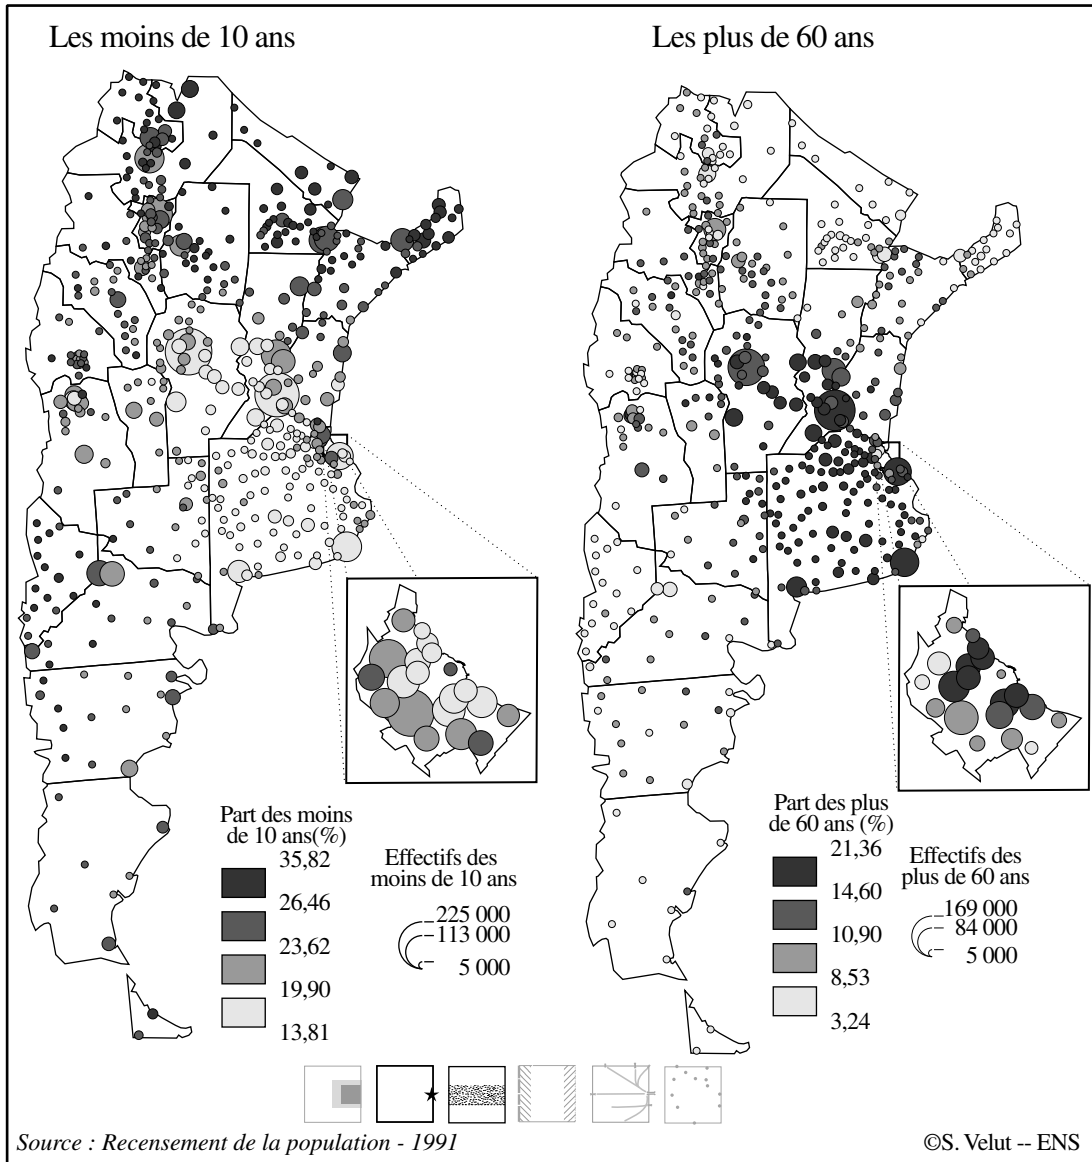 Les moins de 10 ans
Les plus de 60 ans
Part des moins
de 10 ans(%)
35,82
26,46
23,62
19,90
13,81
Effectifs des
moins de 10 ans
225 000
113 000
5 000
Part des plus
de 60 ans (%)
21,36
14,60
10,90
8,53
3,24
Effectifs des
plus de 60 ans
169 000
84 000
5 000
Source : Recensement de la population - 1991
©S. Velut -- ENS